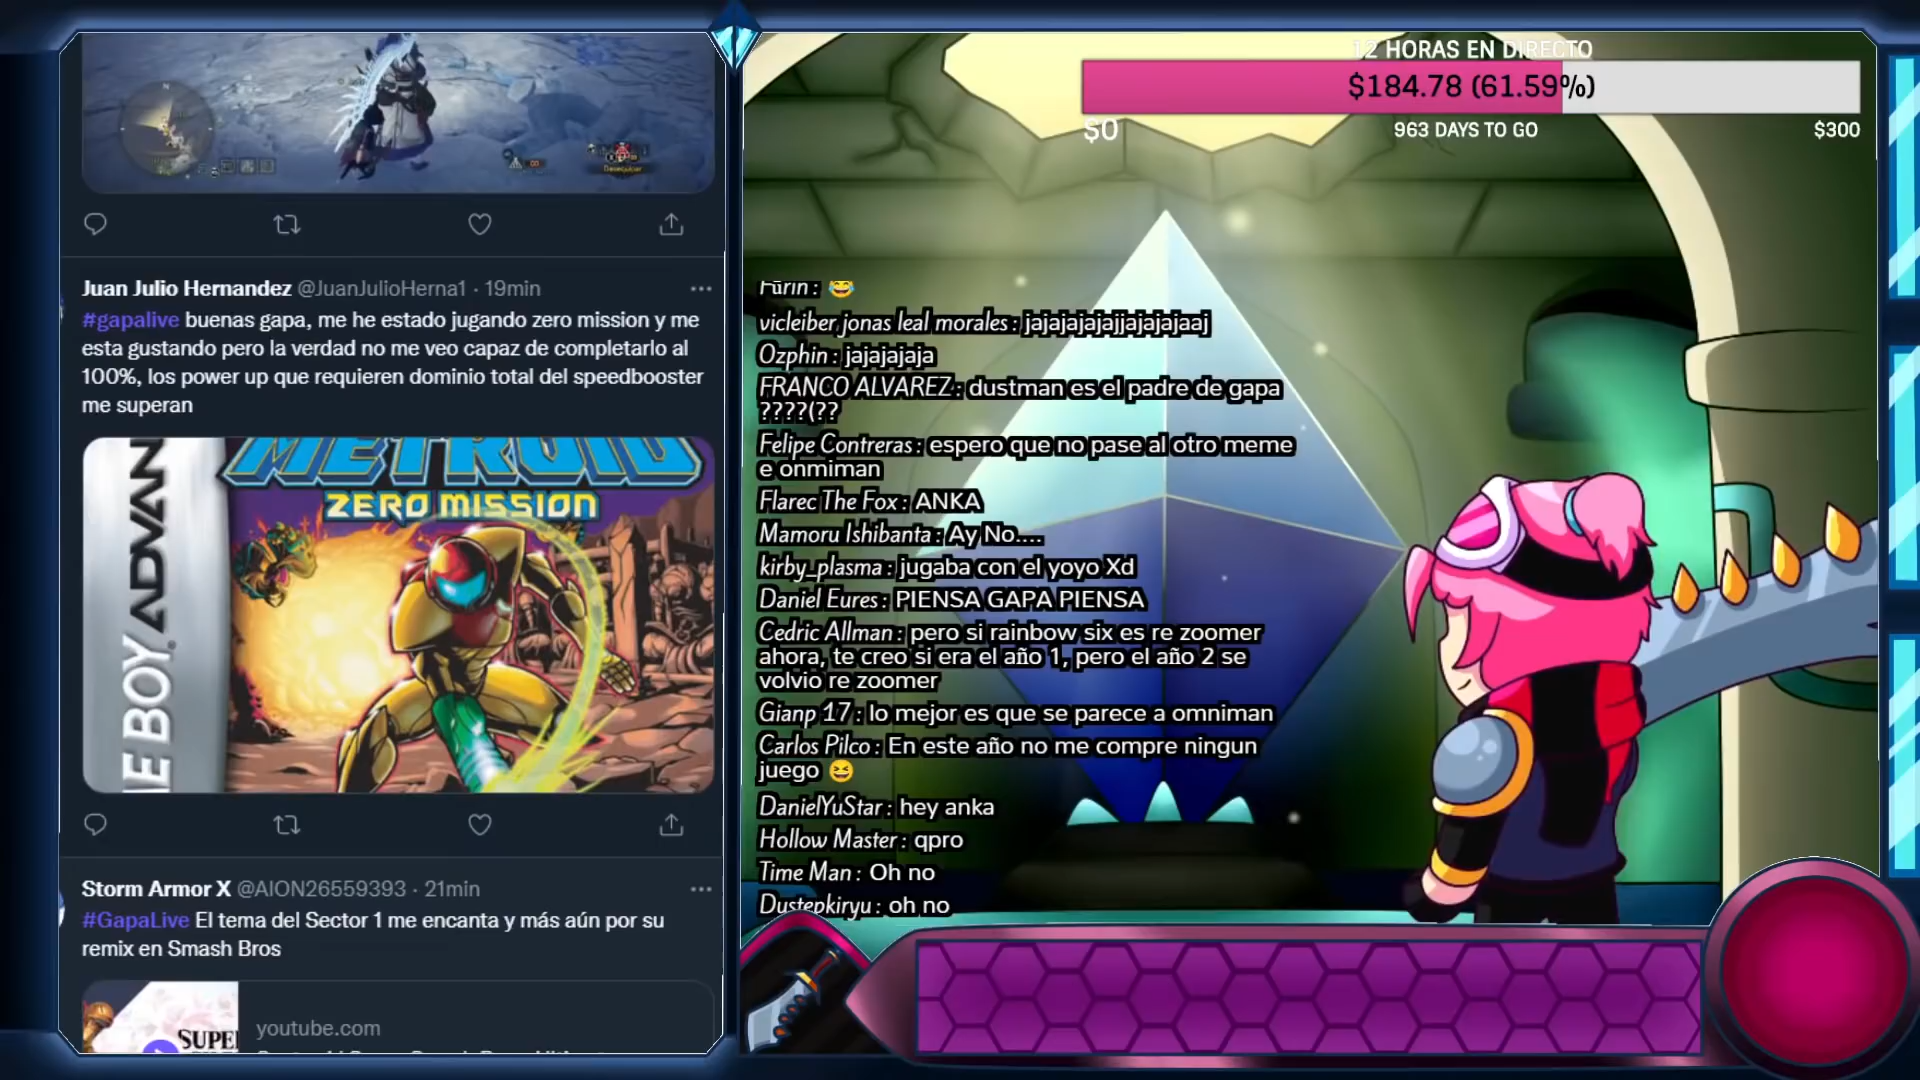 Juan Julio Hernandez @JuanJulioHerna1 · 19min
#gapalive buenas gapa, me he estado jugando zero mission y me
esta gustando pero la verdad no me veo capaz de completarlo al
100%, los power up que requieren dominio total del speedbooster
me superan
METROID
ZERO MISSION
E BOY ADVAN
Storm Armor X @AION26559393 · 21min
#GapaLive El tema del Sector 1 me encanta y más aún por su
remix en Smash Bros
SUPE
youtube.com
12 HORAS EN DIRECTO
$184.78 (61.59%)
$0
963 DAYS TO GO
$300
Fūrin : 😂
vicleiber jonas leal morales : jajajajajajjajajajaaj
Ozphin : jajajajaja
FRANCO ALVAREZ : dustman es el padre de gapa
????(??
Felipe Contreras : espero que no pase al otro meme
e onmiman
Flarec The Fox : ANKA
Mamoru Ishibanta : Ay No....
kirby_plasma : jugaba con el yoyo Xd
Daniel Eures : PIENSA GAPA PIENSA
Cedric Allman : pero si rainbow six es re zoomer
ahora, te creo si era el año 1, pero el año 2 se
volvio re zoomer
Gianp 17 : lo mejor es que se parece a omniman
Carlos Pilco : En este año no me compre ningun
juego 😆
DanielYuStar : hey anka
Hollow Master : qpro
Time Man : Oh no
Dustepkiryu : oh no